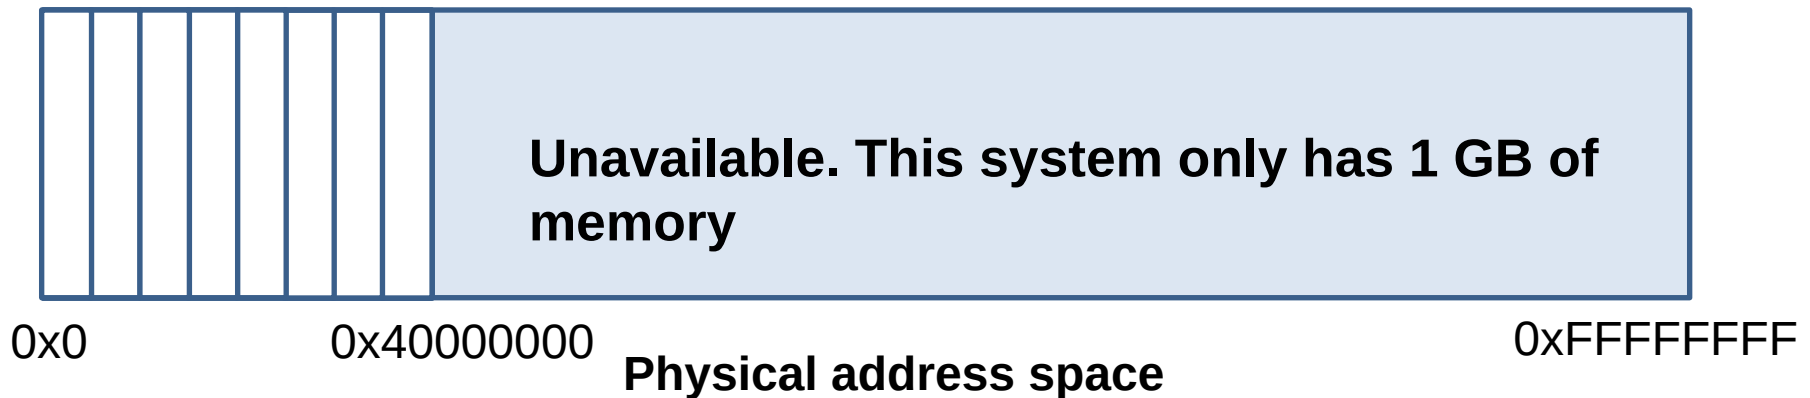 Unavailable. This system only has 1 GB of
memory
0x0
0x40000000
0xFFFFFFFF
Physical address space